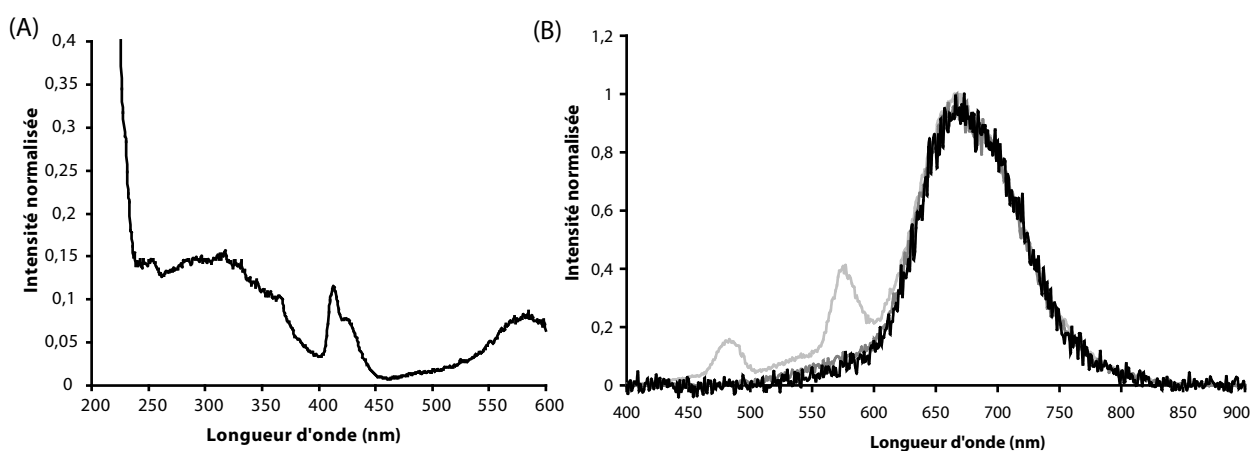 (A)
0,4
0,35
0,3
0,25
0,2
0,15
0,1
0,05
0
Intensité normalisée
200 250 300 350 400 450 500 550 600
Longueur d'onde (nm)
(B)
1,2
1
0,8
0,6
0,4
0,2
0
Intensité normalisée
400 450 500 550 600 650 700 750 800 850 900
Longueur d'onde (nm)